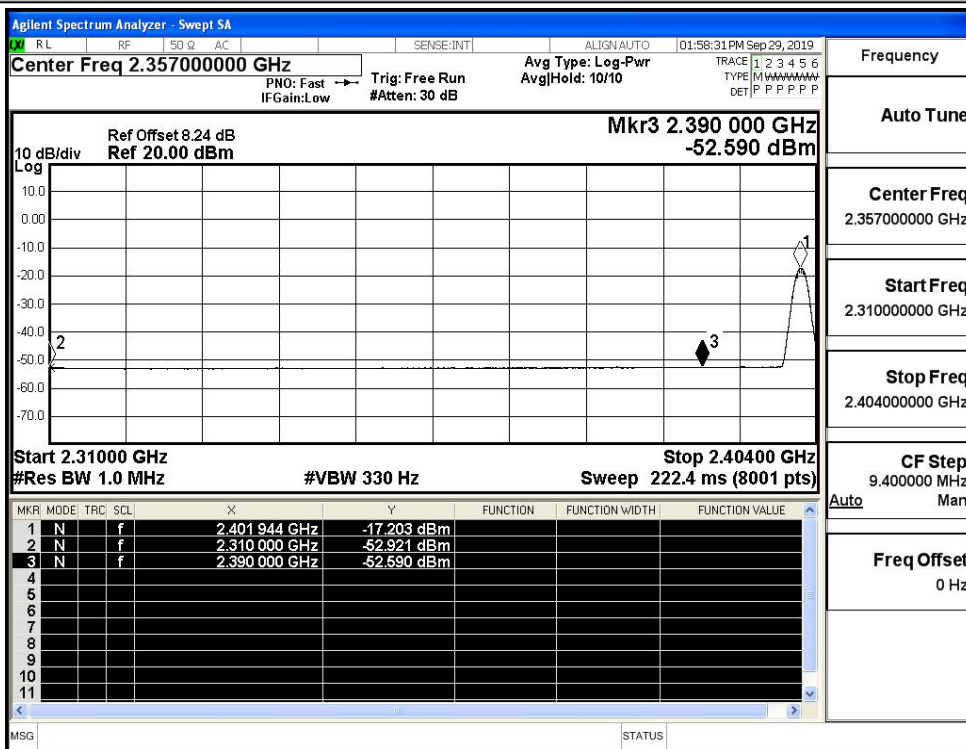 Agilent Spectrum Analyzer - Swept SA
LXI RL RF 50 Ω AC SENSE:INT ALIGN AUTO 01:58:31 PM Sep 29, 2019
Center Freq 2.357000000 GHz
PNO: Fast
IFGain:Low
Trig: Free Run
#Atten: 30 dB
Avg Type: Log-Pwr
Avg|Hold: 10/10
TRACE 1 2 3 4 5 6
TYPE M WWWWW
DET P P P P P P
Mkr3 2.390 000 GHz
-52.590 dBm
Ref Offset 8.24 dB
10 dB/div Ref 20.00 dBm
Log
10.0
0.00
-10.0
-20.0
-30.0
-40.0
-50.0
-60.0
-70.0
1
2
3
Start 2.31000 GHz Stop 2.40400 GHz
#Res BW 1.0 MHz #VBW 330 Hz Sweep 222.4 ms (8001 pts)
MKR MODE TRC SCL X Y FUNCTION FUNCTION WIDTH FUNCTION VALUE
1 N f 2.401 944 GHz -17.203 dBm
2 N f 2.310 000 GHz -52.921 dBm
3 N f 2.390 000 GHz -52.590 dBm
4
5
6
7
8
9
10
11
MSG STATUS
Frequency
Auto Tune
Center Freq
2.357000000 GHz
Start Freq
2.310000000 GHz
Stop Freq
2.404000000 GHz
CF Step
9.400000 MHz
Auto Man
Freq Offset
0 Hz